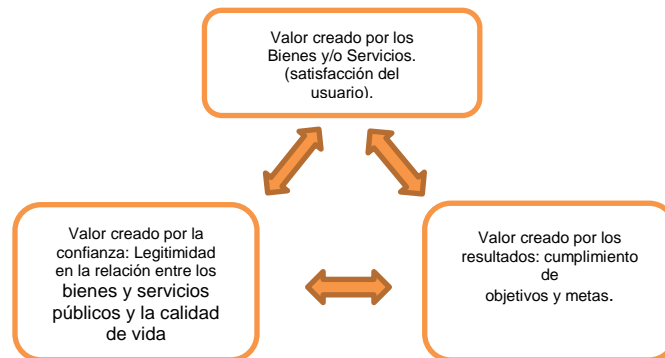 Valor creado por los
Bienes y/o Servicios.
(satisfacción del
usuario).
Valor creado por la
confianza: Legitimidad
en la relación entre los
bienes y servicios
públicos y la calidad
de vida
Valor creado por los
resultados: cumplimiento
de
objetivos y metas.